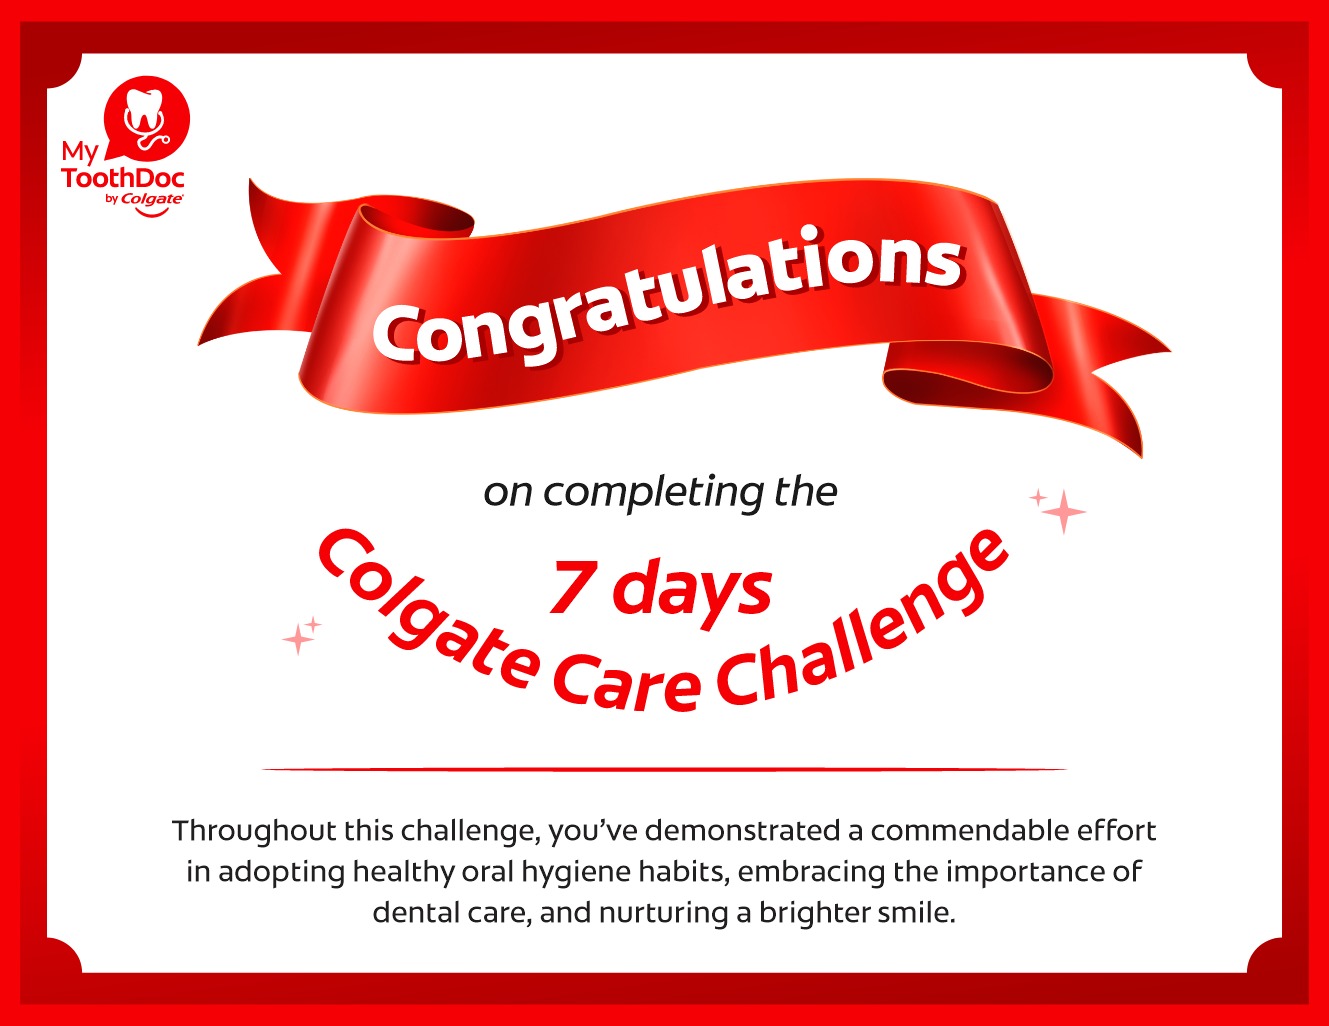 My
ToothDoc
by Colgate
Congratulations
on completing the
7 days
Colgate Care Challenge
Throughout this challenge, you’ve demonstrated a commendable effort
in adopting healthy oral hygiene habits, embracing the importance of
dental care, and nurturing a brighter smile.